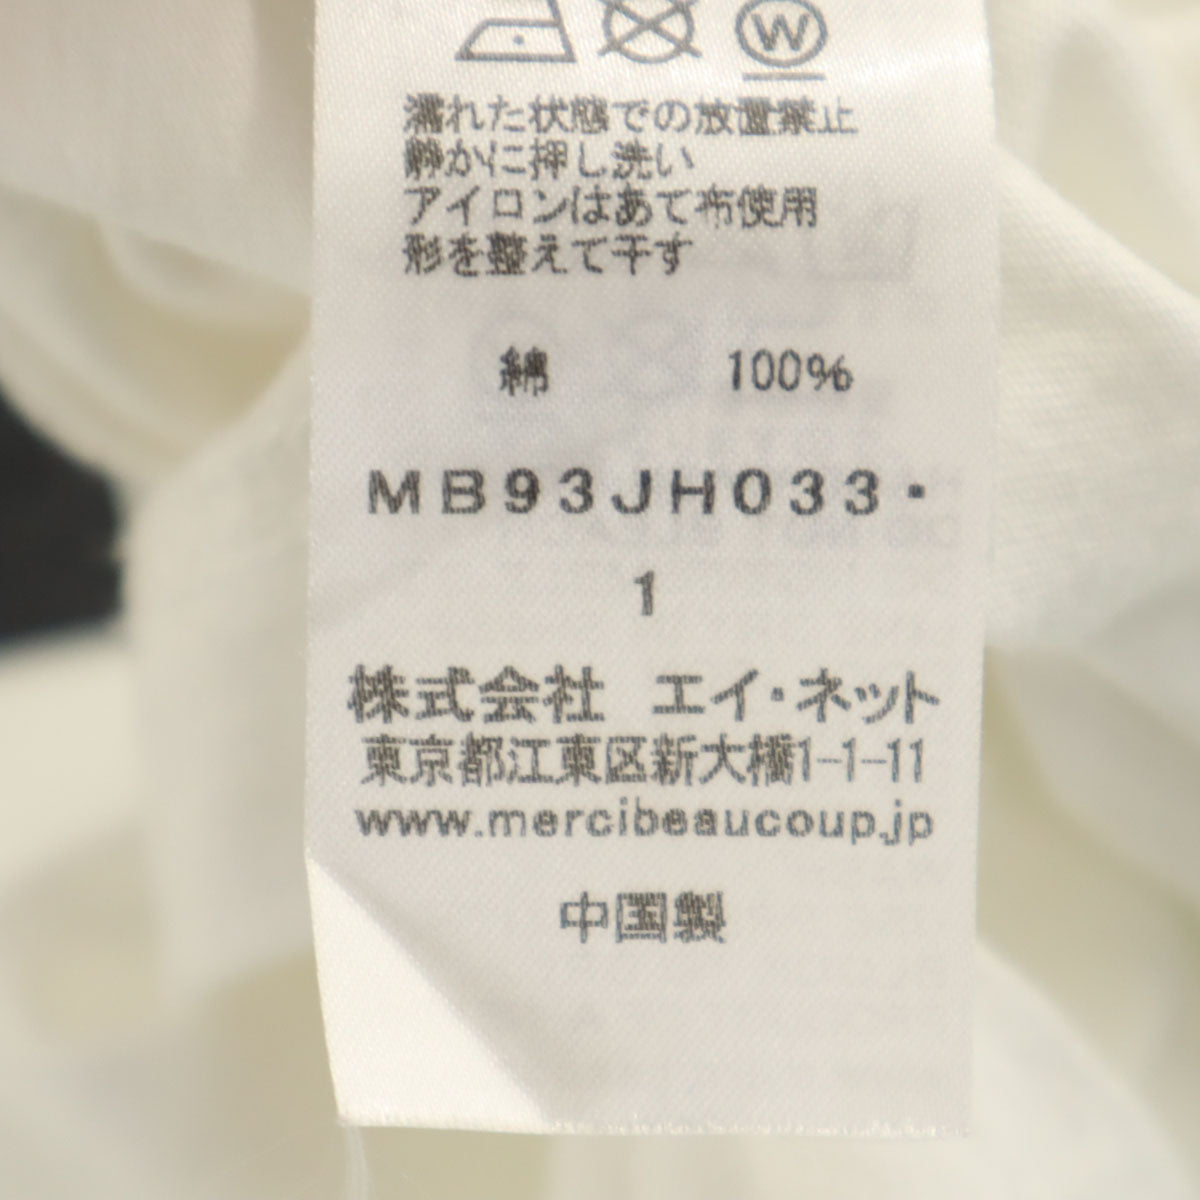 W
濡れた状態での放置禁止
静かに押し洗い
アイロンはあて布使用
形を整えて干す
綿 100%
MB93JH033・
1
株式会社 エイ・ネット
東京都江東区新大橋1-1-11
www.mercibeaucoup.jp
中国製